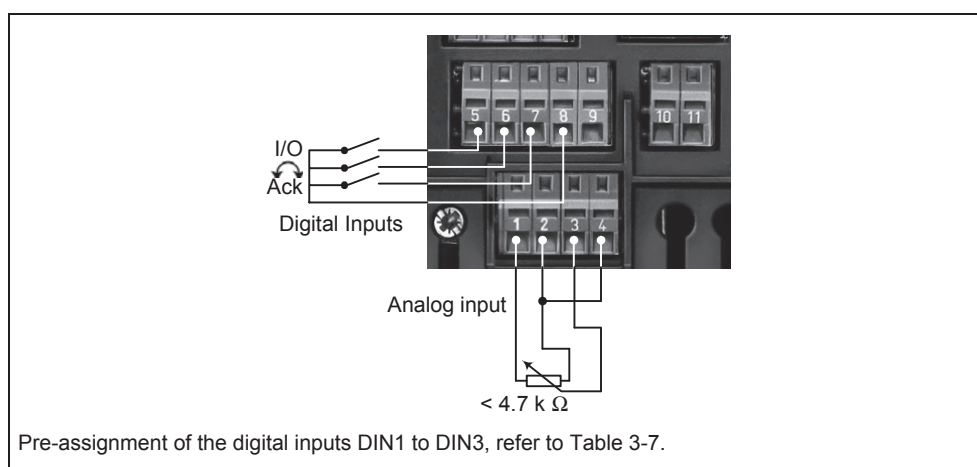 5 6 7 8 9
10 11
I/O
Ack
Digital Inputs
1 2 3 4
Analog input
< 4.7 k Ω
Pre-assignment of the digital inputs DIN1 to DIN3, refer to Table 3-7.